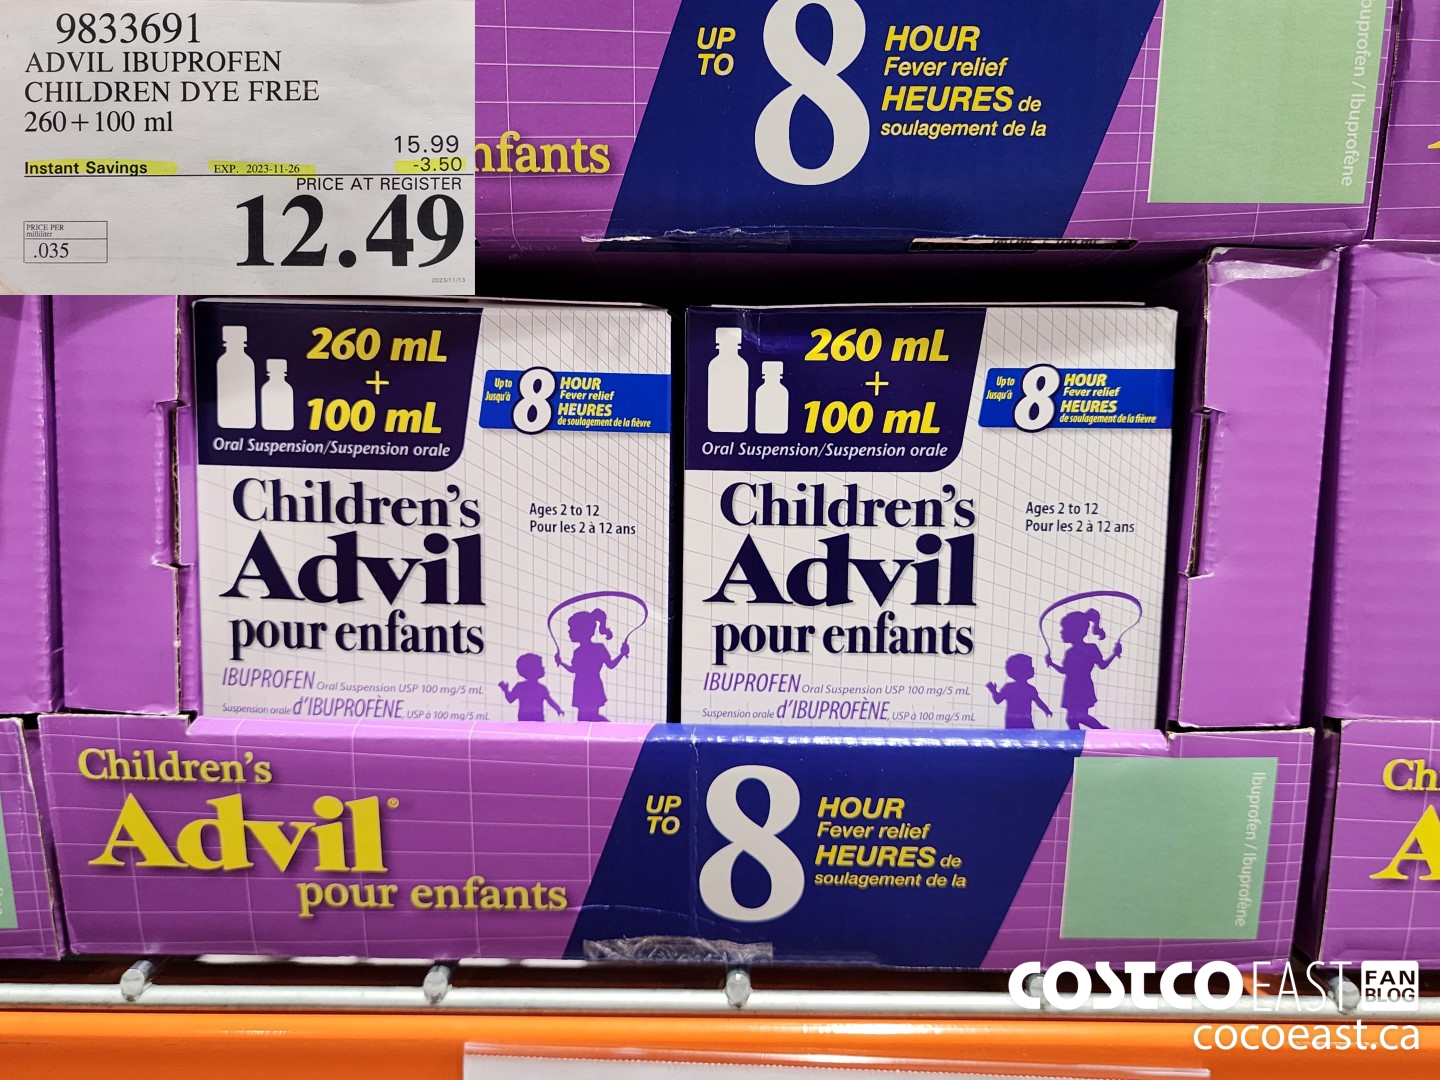 9833691
ADVIL IBUPROFEN
CHILDREN DYE FREE
260+100 ml
15.99
Instant Savings EXP. 2023-11-26 -3.50
PRICE AT REGISTER
12.49
PRICE PER
milliliter
.035
2023/11/13
nfants
UP
TO
8
HOUR
Fever relief
HEURES de
soulagement de la
buprofen / Ibuprofène
260 mL
+
100 mL
Oral Suspension/Suspension orale
Up to
Jusqu'à
8
HOUR
Fever relief
HEURES
de soulagement de la fièvre
Children's
Advil
pour enfants
Ages 2 to 12
Pour les 2 à 12 ans
IBUPROFEN Oral Suspension USP 100 mg/5 mL
Suspension orale d'IBUPROFÈNE, USP à 100 mg/5 mL
260 mL
+
100 mL
Oral Suspension/Suspension orale
Up to
Jusqu'à
8
HOUR
Fever relief
HEURES
de soulagement de la fièvre
Children's
Advil
pour enfants
Ages 2 to 12
Pour les 2 à 12 ans
IBUPROFEN Oral Suspension USP 100 mg/5 mL
Suspension orale d'IBUPROFÈNE, USP à 100 mg/5 mL
Children's
Advil®
pour enfants
UP
TO
8
HOUR
Fever relief
HEURES de
soulagement de la
Ibuprofen / Ibuprofène
Ch
A
COSTCO EAST FAN BLOG
cocoeast.ca